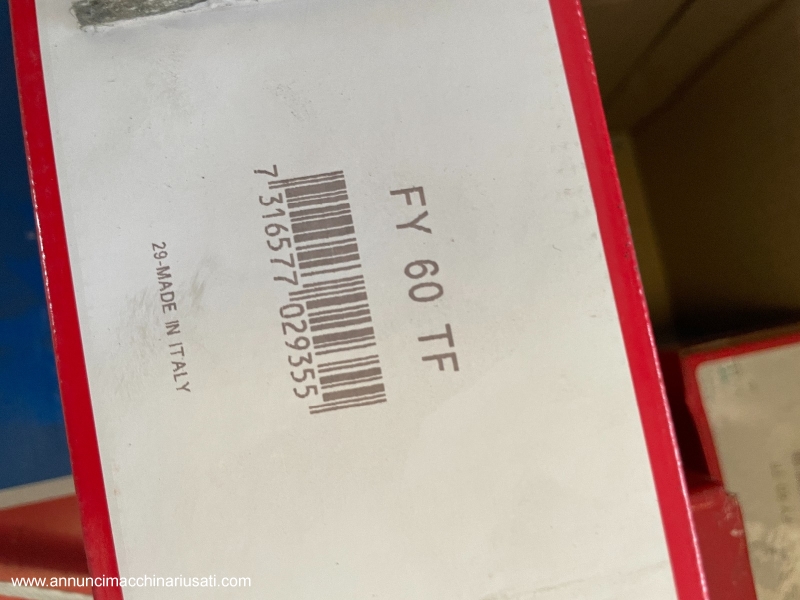 FY 60 TF
7 316577 029355
29-MADE IN ITALY
www.annuncimacchinariusati.com